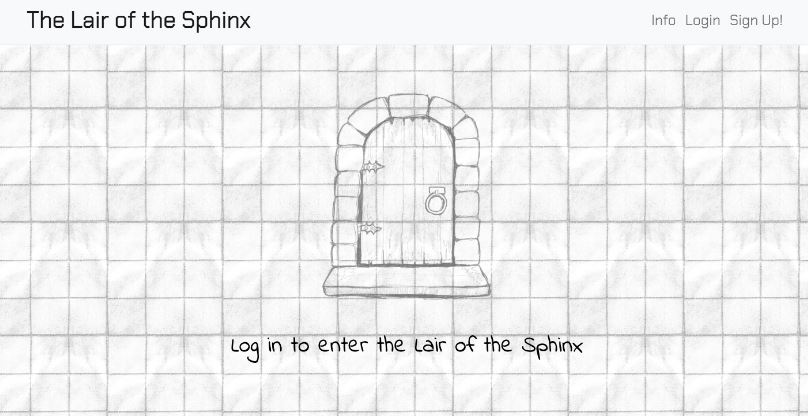 The Lair of the Sphinx
Info Login Sign Up!
Log in to enter the Lair of the Sphinx